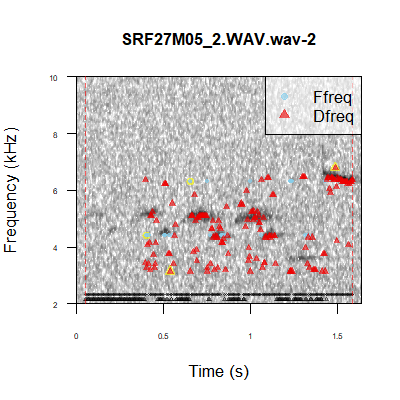 SRF27M05_2.WAV.wav-2
Ffreq
Dfreq
Frequency (kHz)
10
8
6
4
2
0
0.5
1
1.5
Time (s)